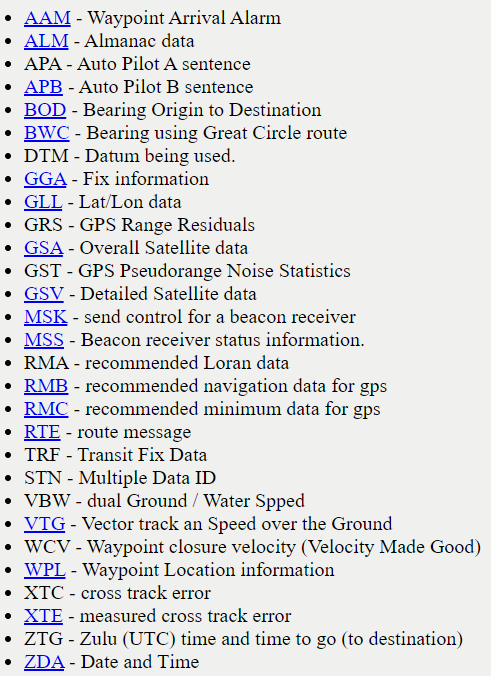 • AAM - Waypoint Arrival Alarm
• ALM - Almanac data
• APA - Auto Pilot A sentence
• APB - Auto Pilot B sentence
• BOD - Bearing Origin to Destination
• BWC - Bearing using Great Circle route
• DTM - Datum being used.
• GGA - Fix information
• GLL - Lat/Lon data
• GRS - GPS Range Residuals
• GSA - Overall Satellite data
• GST - GPS Pseudorange Noise Statistics
• GSV - Detailed Satellite data
• MSK - send control for a beacon receiver
• MSS - Beacon receiver status information.
• RMA - recommended Loran data
• RMB - recommended navigation data for gps
• RMC - recommended minimum data for gps
• RTE - route message
• TRF - Transit Fix Data
• STN - Multiple Data ID
• VBW - dual Ground / Water Spped
• VTG - Vector track an Speed over the Ground
• WCV - Waypoint closure velocity (Velocity Made Good)
• WPL - Waypoint Location information
• XTC - cross track error
• XTE - measured cross track error
• ZTG - Zulu (UTC) time and time to go (to destination)
• ZDA - Date and Time